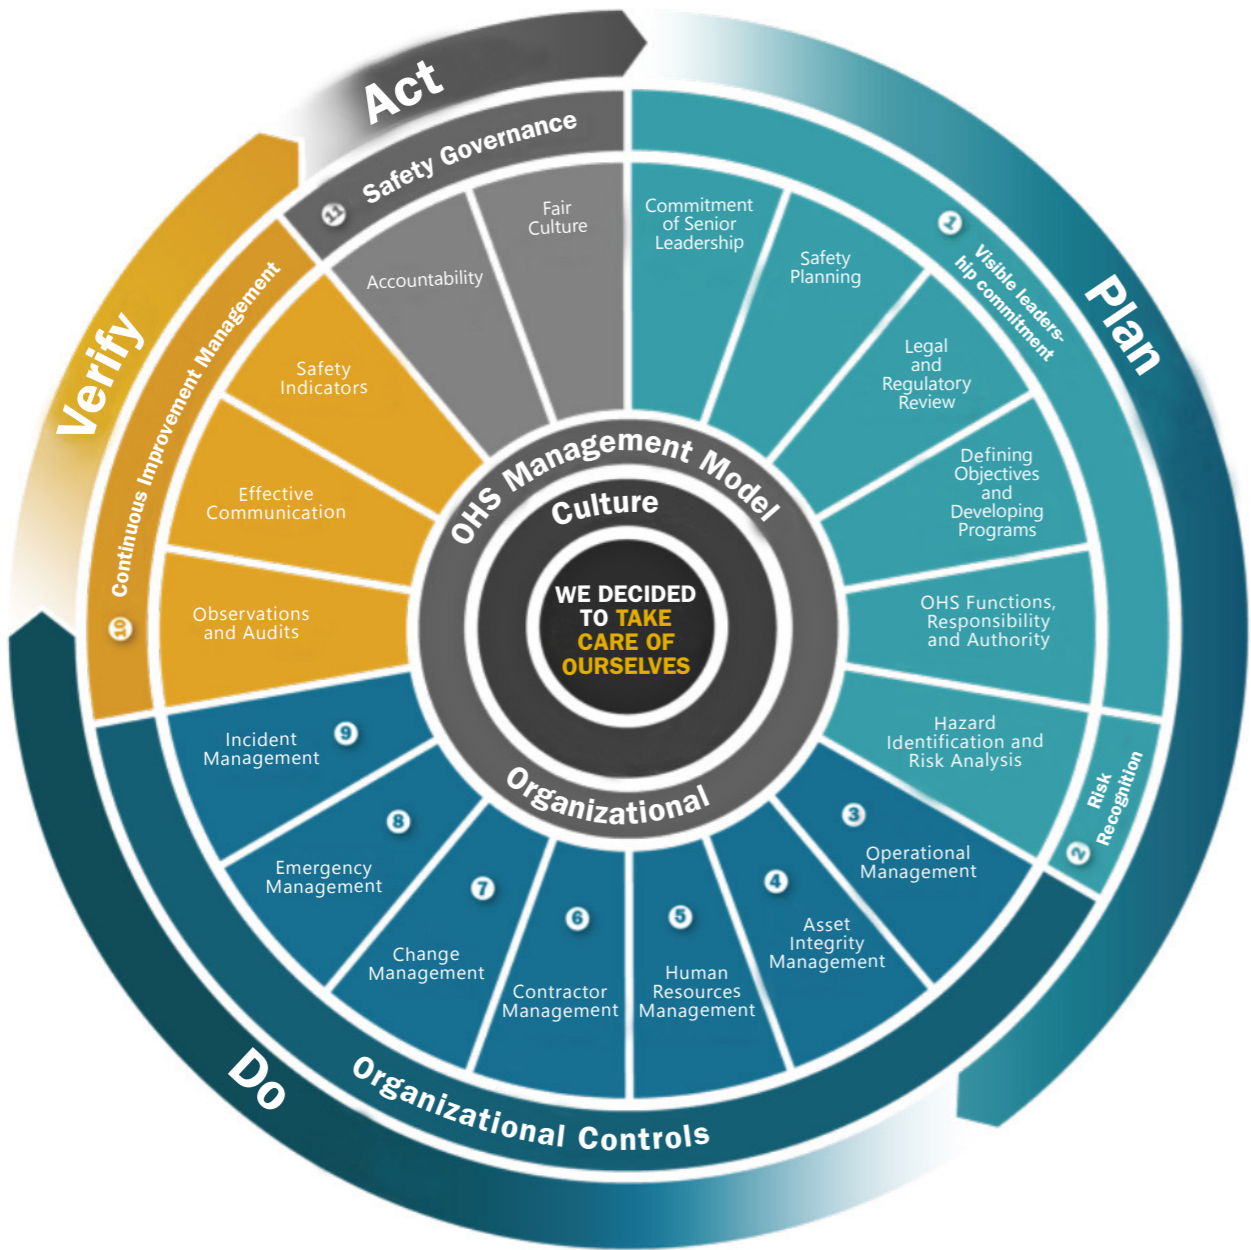 Act
Plan
Do
Verify
11 Safety Governance
Fair
Culture
Accountability
1
Visible leaders-
hip commitment
Commitment
of Senior
Leadership
Safety
Planning
Legal
and
Regulatory
Review
Defining
Objectives
and
Developing
Programs
OHS Functions,
Responsibility
and Authority
2
Risk
Recognition
Hazard
Identification and
Risk Analysis
Organizational Controls
3
Operational
Management
4
Asset
Integrity
Management
5
Human
Resources
Management
6
Contractor
Management
7
Change
Management
8
Emergency
Management
9
Incident
Management
10 Continuous Improvement Management
Observations
and Audits
Effective
Communication
Safety
Indicators
OHS Management Model
Culture
Organizational
WE DECIDED
TO TAKE
CARE OF
OURSELVES